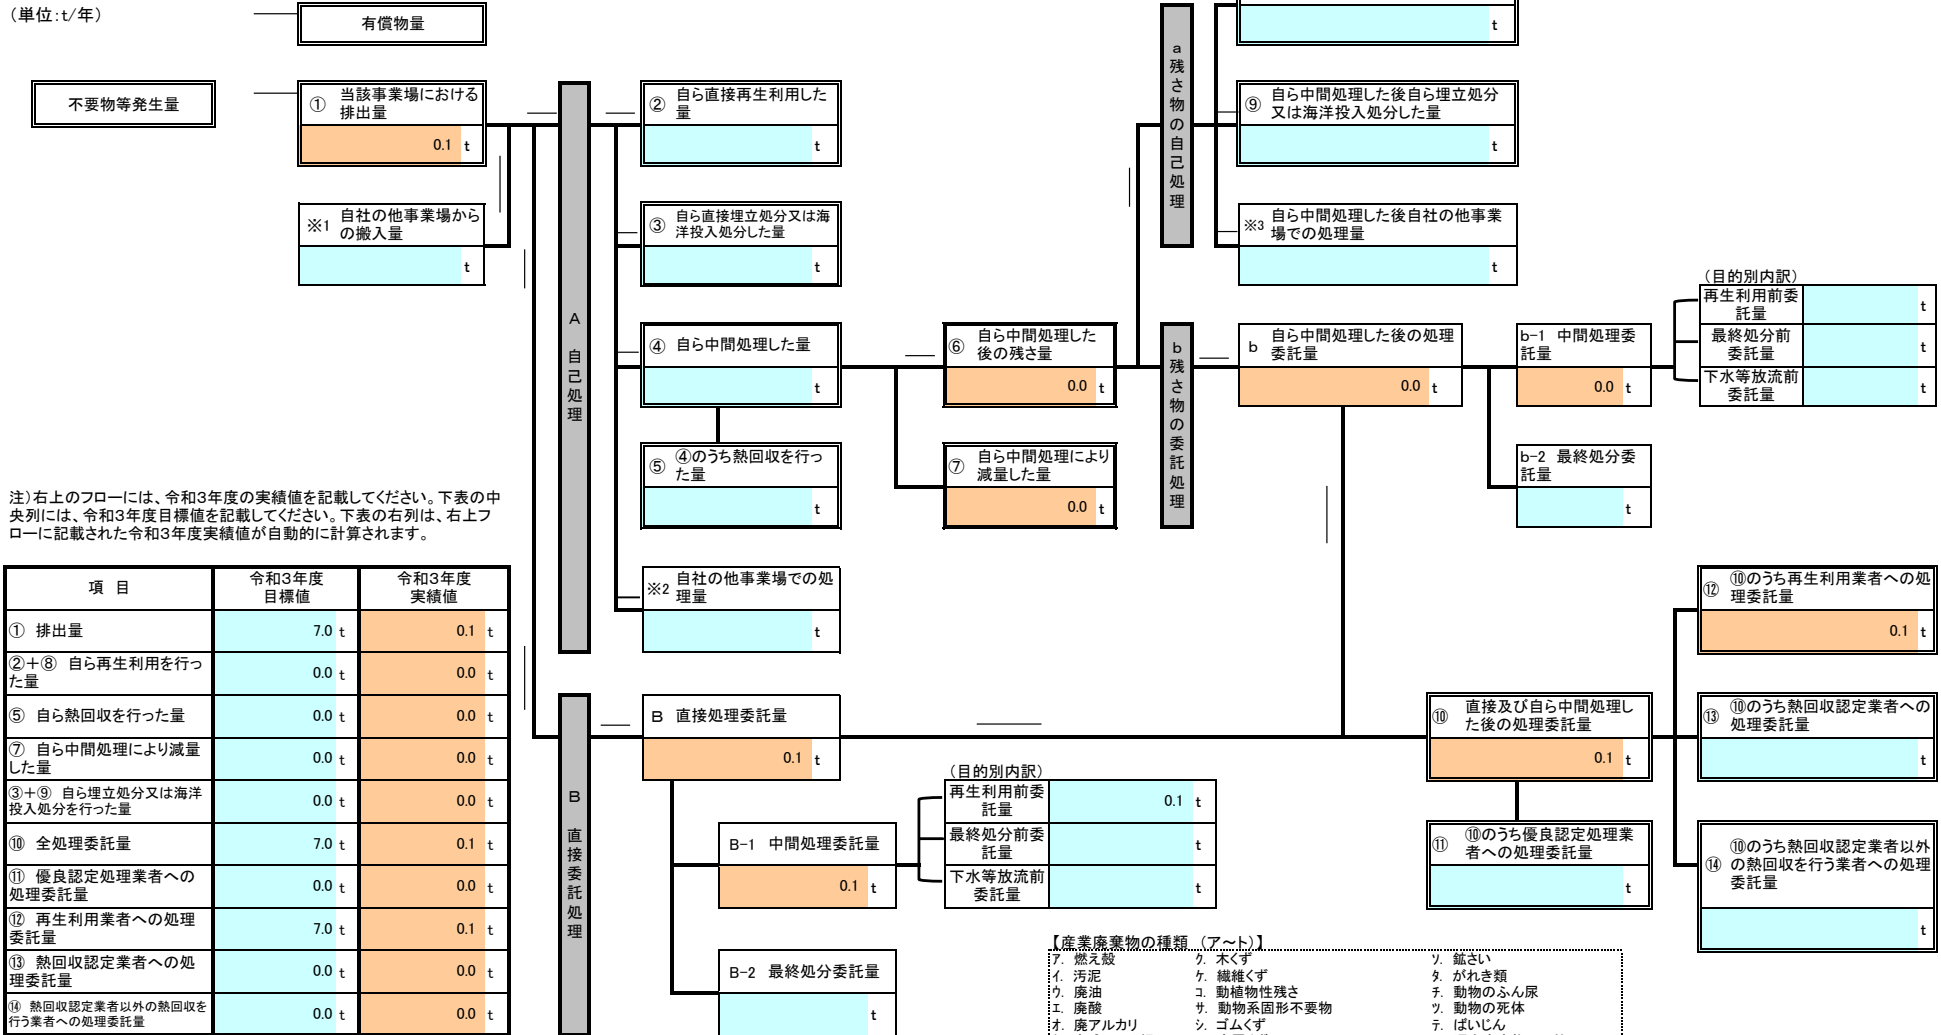 (単位:t/年)
有償物量
t
不要物等発生量
① 当該事業場における
排出量
0.1 t
※1 自社の他事業場から
の搬入量
t
A 自己処理
② 自ら直接再生利用した
量
t
③ 自ら直接埋立処分又は海
洋投入処分した量
t
④ 自ら中間処理した量
t
⑤ ④のうち熱回収を行っ
た量
t
※2 自社の他事業場での処
理量
t
⑥ 自ら中間処理した
後の残さ量
0.0 t
⑦ 自ら中間処理により
減量した量
0.0 t
a 残さ物の自己処理
⑨ 自ら中間処理した後自ら埋立処分
又は海洋投入処分した量
t
※3 自ら中間処理した後自社の他事業
場での処理量
t
b 残さ物の委託処理
b 自ら中間処理した後の処理
委託量
0.0 t
b-1 中間処理委
託量
0.0 t
b-2 最終処分委
託量
t
(目的別内訳)
再生利用前委
託量
t
最終処分前
委託量
t
下水等放流前
委託量
t
注)右上のフローには、令和3年度の実績値を記載してください。下表の中
央列には、令和3年度目標値を記載してください。下表の右列は、右上フ
ローに記載された令和3年度実績値が自動的に計算されます。
項 目 令和3年度 目標値 令和3年度 実績値
① 排出量 7.0 t 0.1 t
②+⑧ 自ら再生利用を行っ
た量 0.0 t 0.0 t
⑤ 自ら熱回収を行った量 0.0 t 0.0 t
⑦ 自ら中間処理により減量
した量 0.0 t 0.0 t
③+⑨ 自ら埋立処分又は海洋
投入処分を行った量 0.0 t 0.0 t
⑩ 全処理委託量 7.0 t 0.1 t
⑪ 優良認定処理業者への
処理委託量 0.0 t 0.0 t
⑫ 再生利用業者への処理
委託量 7.0 t 0.1 t
⑬ 熱回収認定業者への処
理委託量 0.0 t 0.0 t
⑭ 熱回収認定業者以外の熱回収を
行う業者への処理委託量 0.0 t 0.0 t
B 直接委託処理
B 直接処理委託量
0.1 t
B-1 中間処理委託量
0.1 t
B-2 最終処分委託量
t
(目的別内訳)
再生利用前委
託量
0.1 t
最終処分前委
託量
t
下水等放流前
委託量
t
⑩ 直接及び自ら中間処理し
た後の処理委託量
0.1 t
⑪ ⑩のうち優良認定処理業
者への処理委託量
t
⑫ ⑩のうち再生利用業者への処
理委託量
0.1 t
⑬ ⑩のうち熱回収認定業者への
処理委託量
t
⑭ ⑩のうち熱回収認定業者以外
の熱回収を行う業者への処理
委託量
t
【産業廃棄物の種類 (ア~ト)】
ア. 燃え殻 ク. 木くず ソ. 鉱さい
イ. 汚泥 ケ. 繊維くず タ. がれき類
ウ. 廃油 コ. 動植物性残さ チ. 動物のふん尿
エ. 廃酸 サ. 動物系固形不要物 ツ. 動物の死体
オ. 廃アルカリ シ. ゴムくず テ. ばいじん